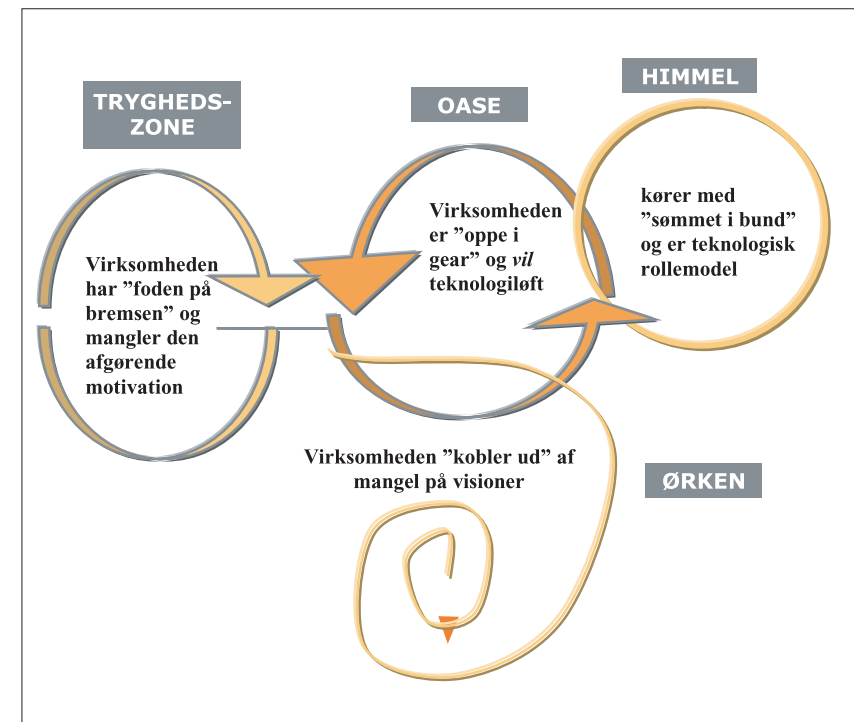 TRYGHEDS-
ZONE
Virksomheden
har ”foden på
bremsen” og
mangler den
afgørende
motivation
OASE
Virksomheden
er ”oppe i
gear” og vil
teknologiløft
HIMMEL
kører med
”sømmet i bund”
og er teknologisk
rollemodel
Virksomheden ”kobler ud” af
mangel på visioner
ØRKEN